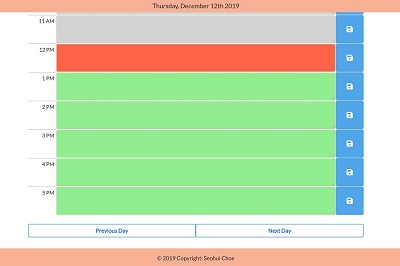 Thursday, December 12th 2019
11 AM
12 PM
1 PM
2 PM
3 PM
4 PM
5 PM
Previous Day Next Day
© 2019 Copyright: Seohui Choe